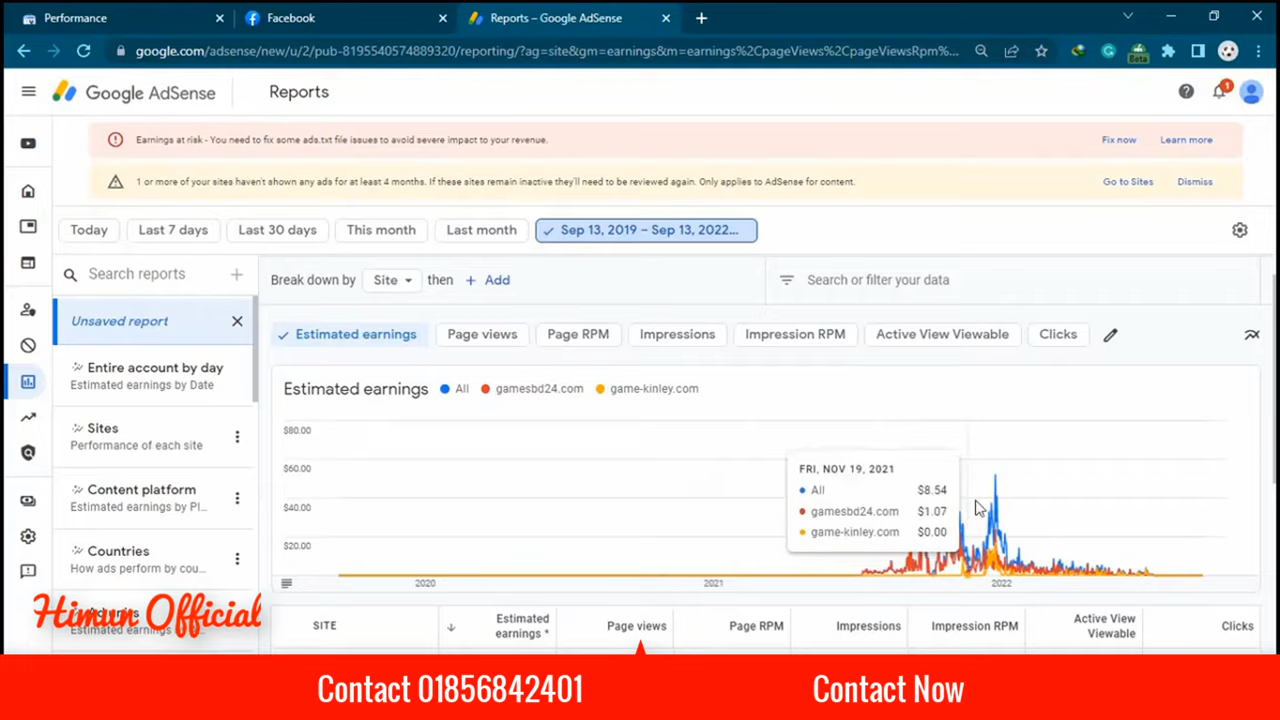 Performance
Facebook
Reports – Google AdSense
google.com/adsense/new/u/2/pub-8195540574889320/reporting/?ag=site&gm=earnings&m=earnings%2CpageViews%2CpageViewsRpm%...
Beta
Google AdSense
Reports
1
Earnings at risk - You need to fix some ads.txt file issues to avoid severe impact to your revenue.
Fix now
Learn more
1 or more of your sites haven't shown any ads for at least 4 months. If these sites remain inactive they'll need to be reviewed again. Only applies to AdSense for content.
Go to Sites
Dismiss
Today
Last 7 days
Last 30 days
This month
Last month
Sep 13, 2019 – Sep 13, 2022...
Search reports
Break down by
Site
then
+ Add
Search or filter your data
Unsaved report
Entire account by day
Estimated earnings by Date
Sites
Performance of each site
Content platform
Estimated earnings by Pl...
Countries
How ads perform by cou...
Estimated earnings by
Estimated earnings
Page views
Page RPM
Impressions
Impression RPM
Active View Viewable
Clicks
Estimated earnings
All
gamesbd24.com
game-kinley.com
$80.00
$60.00
$40.00
$20.00
FRI, NOV 19, 2021
All $8.54
gamesbd24.com $1.07
game-kinley.com $0.00
2020
2021
2022
SITE
Estimated earnings *
Page views
Page RPM
Impressions
Impression RPM
Active View Viewable
Clicks
Himun Official
Contact 01856842401
Contact Now